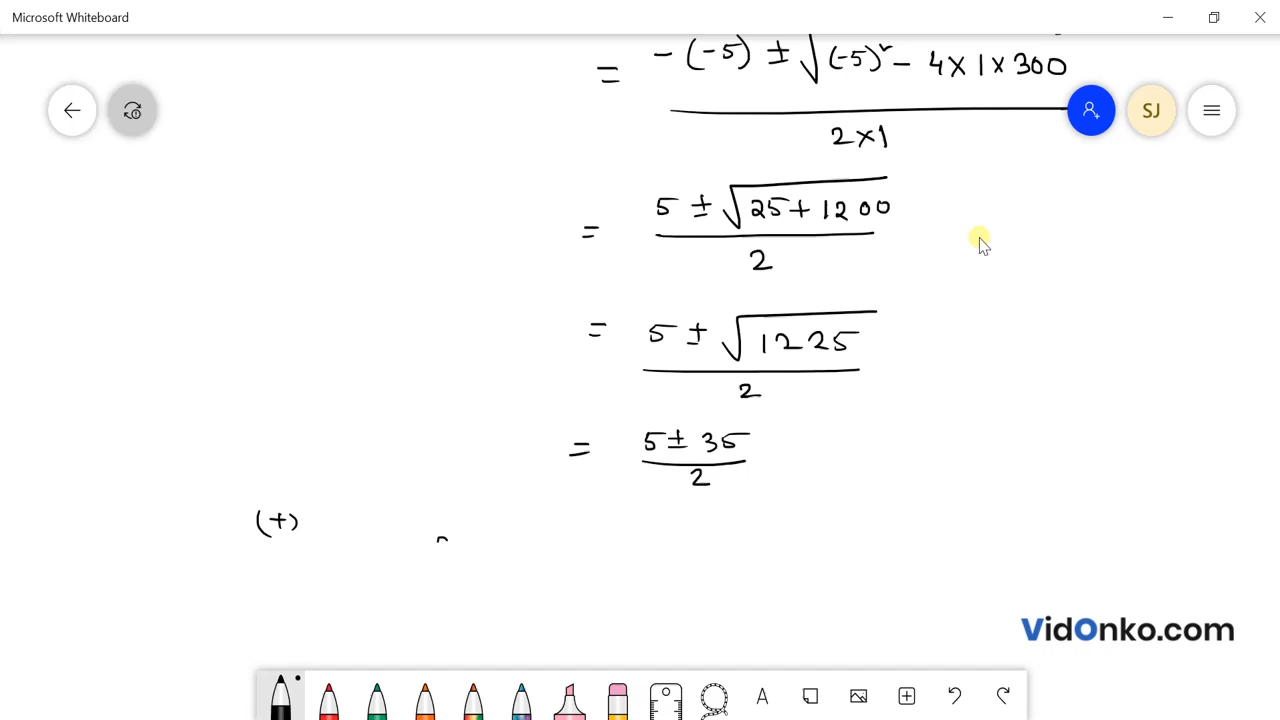 Microsoft Whiteboard
= -(-5) ± √(-5)² - 4×1×300
2×1
SJ
= 5 ± √25+1200
2
= 5 ± √1225
2
= 5 ± 35
2
(+)
VidOnko.com
A